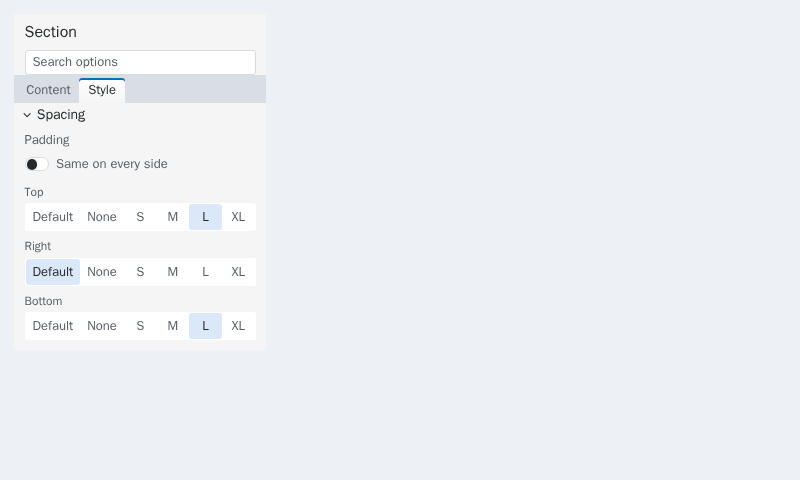 Section
Search options
Content Style
Spacing
Padding
Same on every side
Top
Default None S M L XL
Right
Default None S M L XL
Bottom
Default None S M L XL